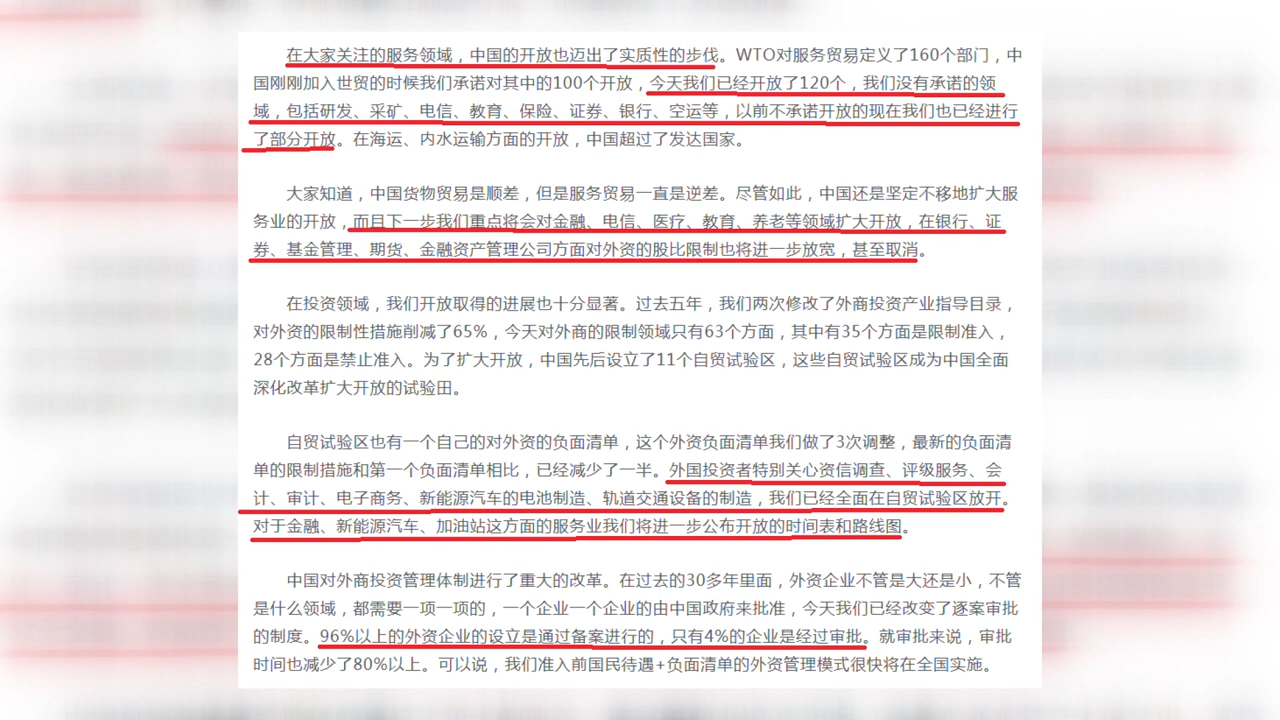 在大家关注的服务领域，中国的开放也迈出了实质性的步伐。WTO对服务贸易定义了160个部门，中
国刚刚加入世贸的时候我们承诺对其中的100个开放，今天我们已经开放了120个，我们没有承诺的领
域，包括研发、采矿、电信、教育、保险、证券、银行、空运等，以前不承诺开放的现在我们也已经进行
了部分开放。在海运、内水运输方面的开放，中国超过了发达国家。
大家知道，中国货物贸易是顺差，但是服务贸易一直是逆差。尽管如此，中国还是坚定不移地扩大服
务业的开放，而且下一步我们重点将会对金融、电信、医疗、教育、养老等领域扩大开放，在银行、证
券、基金管理、期货、金融资产管理公司方面对外资的股比限制也将进一步放宽，甚至取消。
在投资领域，我们开放取得的进展也十分显著。过去五年，我们两次修改了外商投资产业指导目录，
对外资的限制性措施削减了65%，今天对外商的限制领域只有63个方面，其中有35个方面是限制准入，
28个方面是禁止准入。为了扩大开放，中国先后设立了11个自贸试验区，这些自贸试验区成为中国全面
深化改革扩大开放的试验田。
自贸试验区也有一个自己的对外资的负面清单，这个外资负面清单我们做了3次调整，最新的负面清
单的限制措施和第一个负面清单相比，已经减少了一半。外国投资者特别关心资信调查、评级服务、会
计、审计、电子商务、新能源汽车的电池制造、轨道交通设备的制造，我们已经全面在自贸试验区放开。
对于金融、新能源汽车、加油站这方面的服务业我们将进一步公布开放的时间表和路线图。
中国对外商投资管理体制进行了重大的改革。在过去的30多年里面，外资企业不管是大还是小，不管
是什么领域，都需要一项一项的，一个企业一个企业的由中国政府来批准，今天我们已经改变了逐案审批
的制度。96%以上的外资企业的设立是通过备案进行的，只有4%的企业是经过审批。就审批来说，审批
时间也减少了80%以上。可以说，我们准入前国民待遇+负面清单的外资管理模式很快将在全国实施。